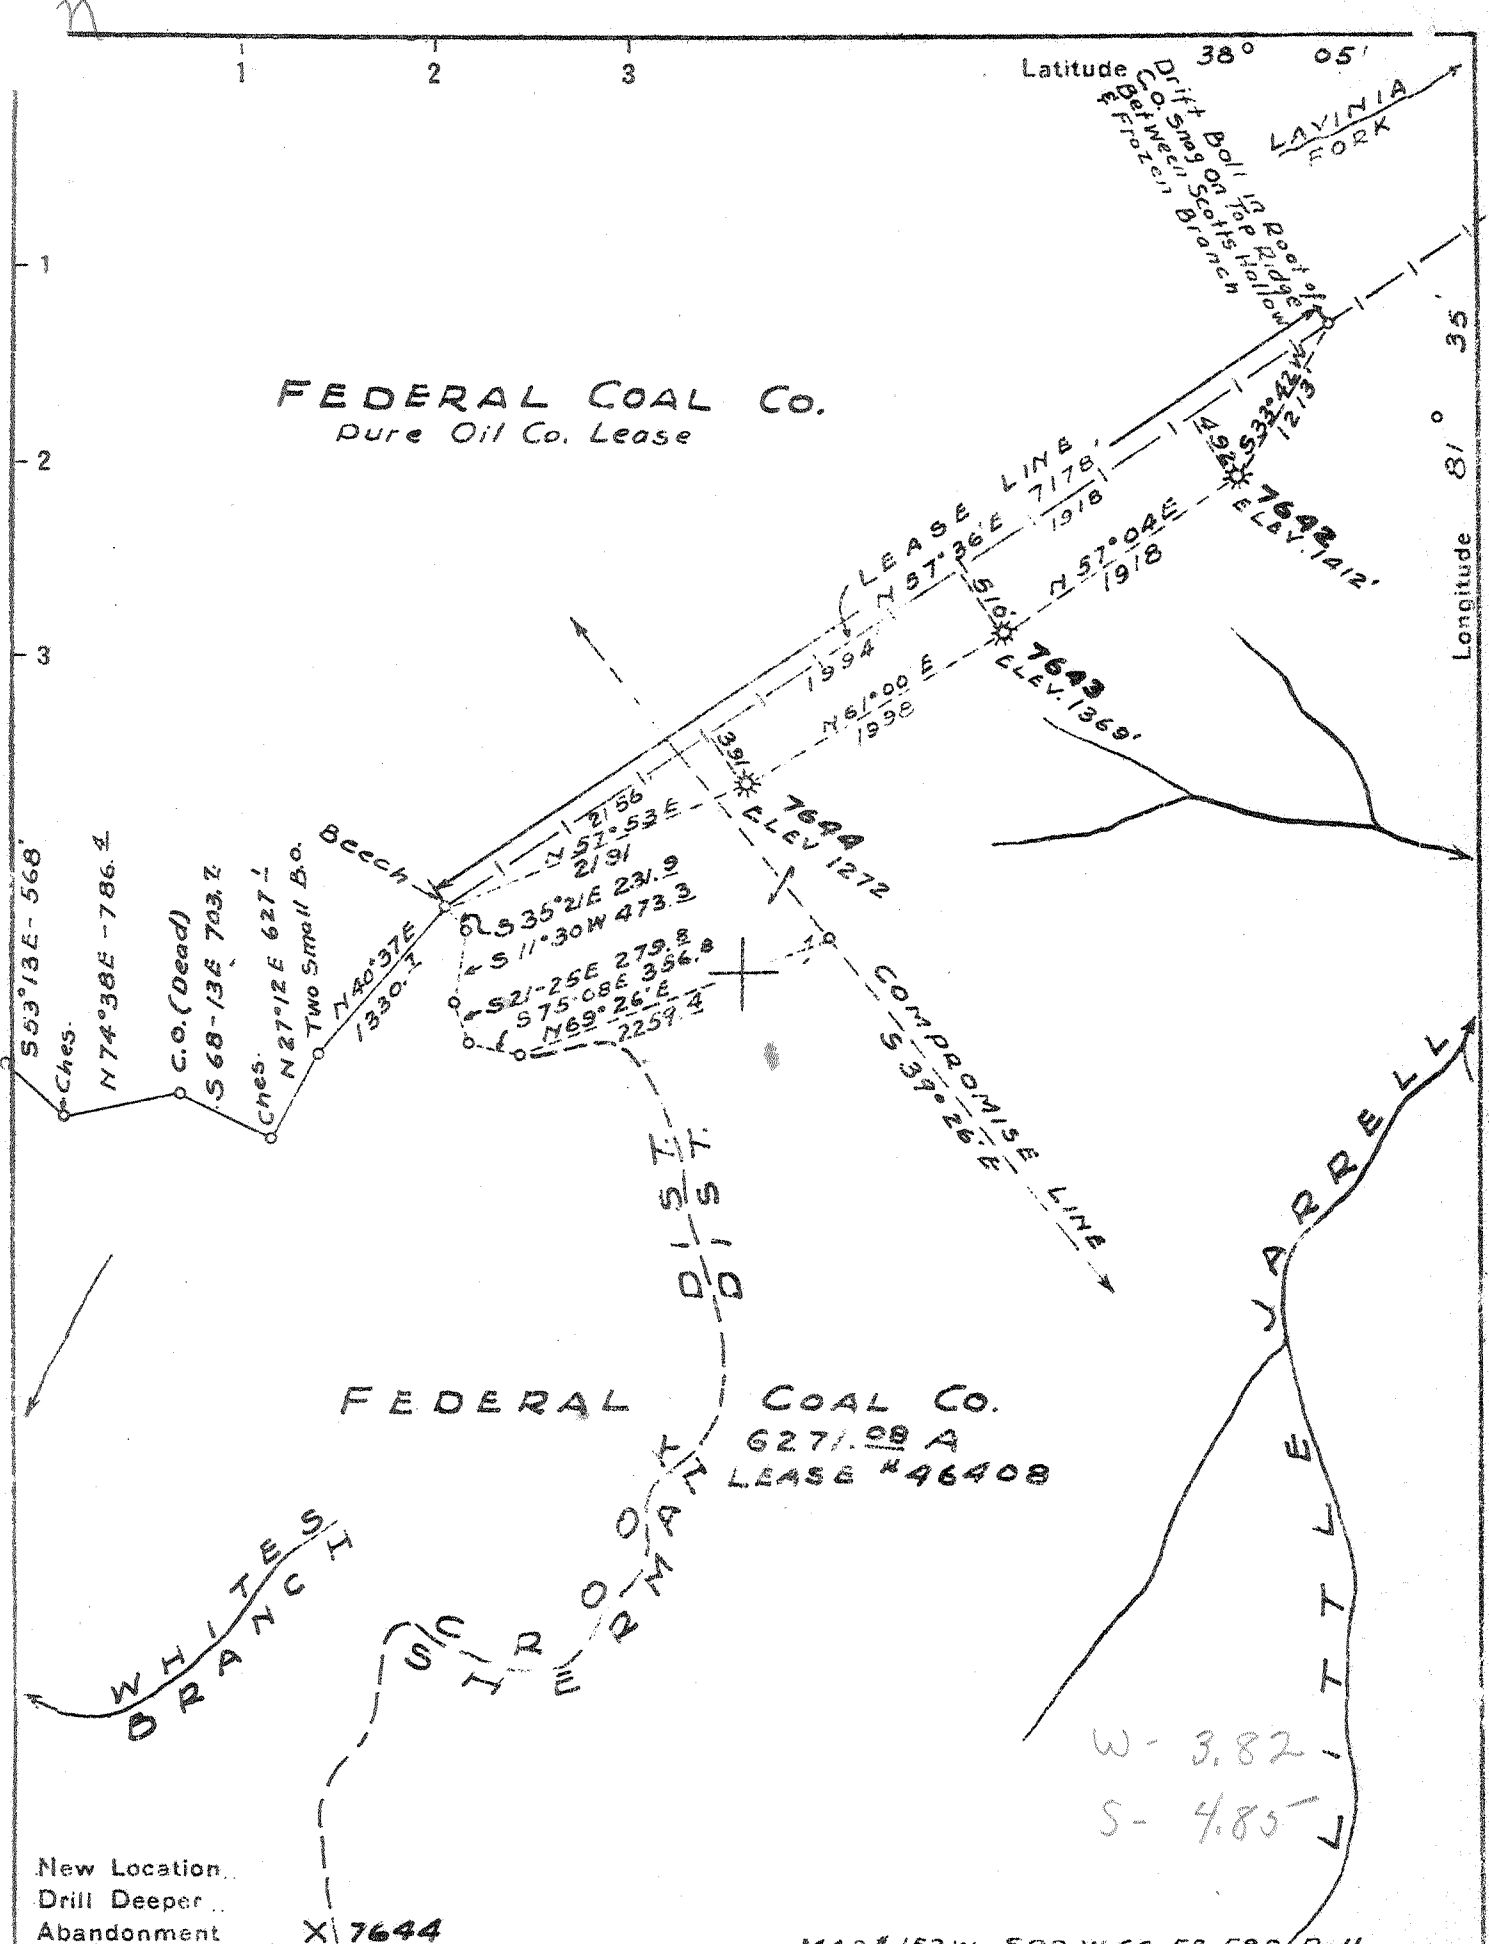 1 2 3
Latitude 38° 05'
Drift Bolt in Root of
C.O. Snag on Top Ridge
Between Scotts Hollow
& Frozen Branch
LAVINIA
FORK
1
2
3
35'
81°
Longitude
FEDERAL COAL Co.
Pure Oil Co. Lease
LEASE LINE
N 57° 36' E 7178'
1918
1994
2156
S 33° 42 W
1213'
492'
7642
ELEV. 1412'
N 57° 04 E
1918
510'
7643
ELEV. 1369'
N 61° 00 E
1998
391
7644
ELEV 1272
N 52° 53 E
2191
Beech
S 35° 21 E 231.9
S 11° 30 W 473.3
S 21-25 E 279.8
S 75-08 E 356.8
N 69° 26' E
2259.4
N 40° 37 E
1330.1
S 53° 13 E - 568'
Ches.
N 74° 38 E - 786.4
C.O. (Dead)
S 68-13 E 703.2
Ches.
N 27° 12 E 627.1
Two Small B.O.
COMPROMISE LINE
S 39° 26' E
DIST.
DIST.
FEDERAL COAL Co.
6271.08 A
LEASE # 46408
WHITES
BRANCH
SHERMAN
CROOK
LITTLE JARRELL
W- 3.82
S- 4.85
New Location
Drill Deeper
Abandonment X 7644